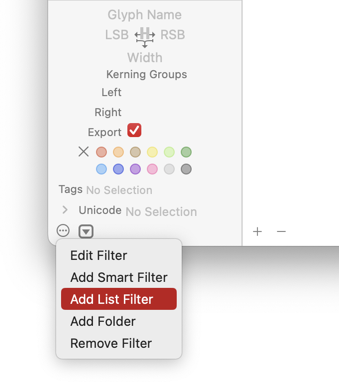 Glyph Name
LSB H RSB
Width
Kerning Groups
Left
Right
Export
Tags No Selection
Unicode No Selection
Edit Filter
Add Smart Filter
Add List Filter
Add Folder
Remove Filter